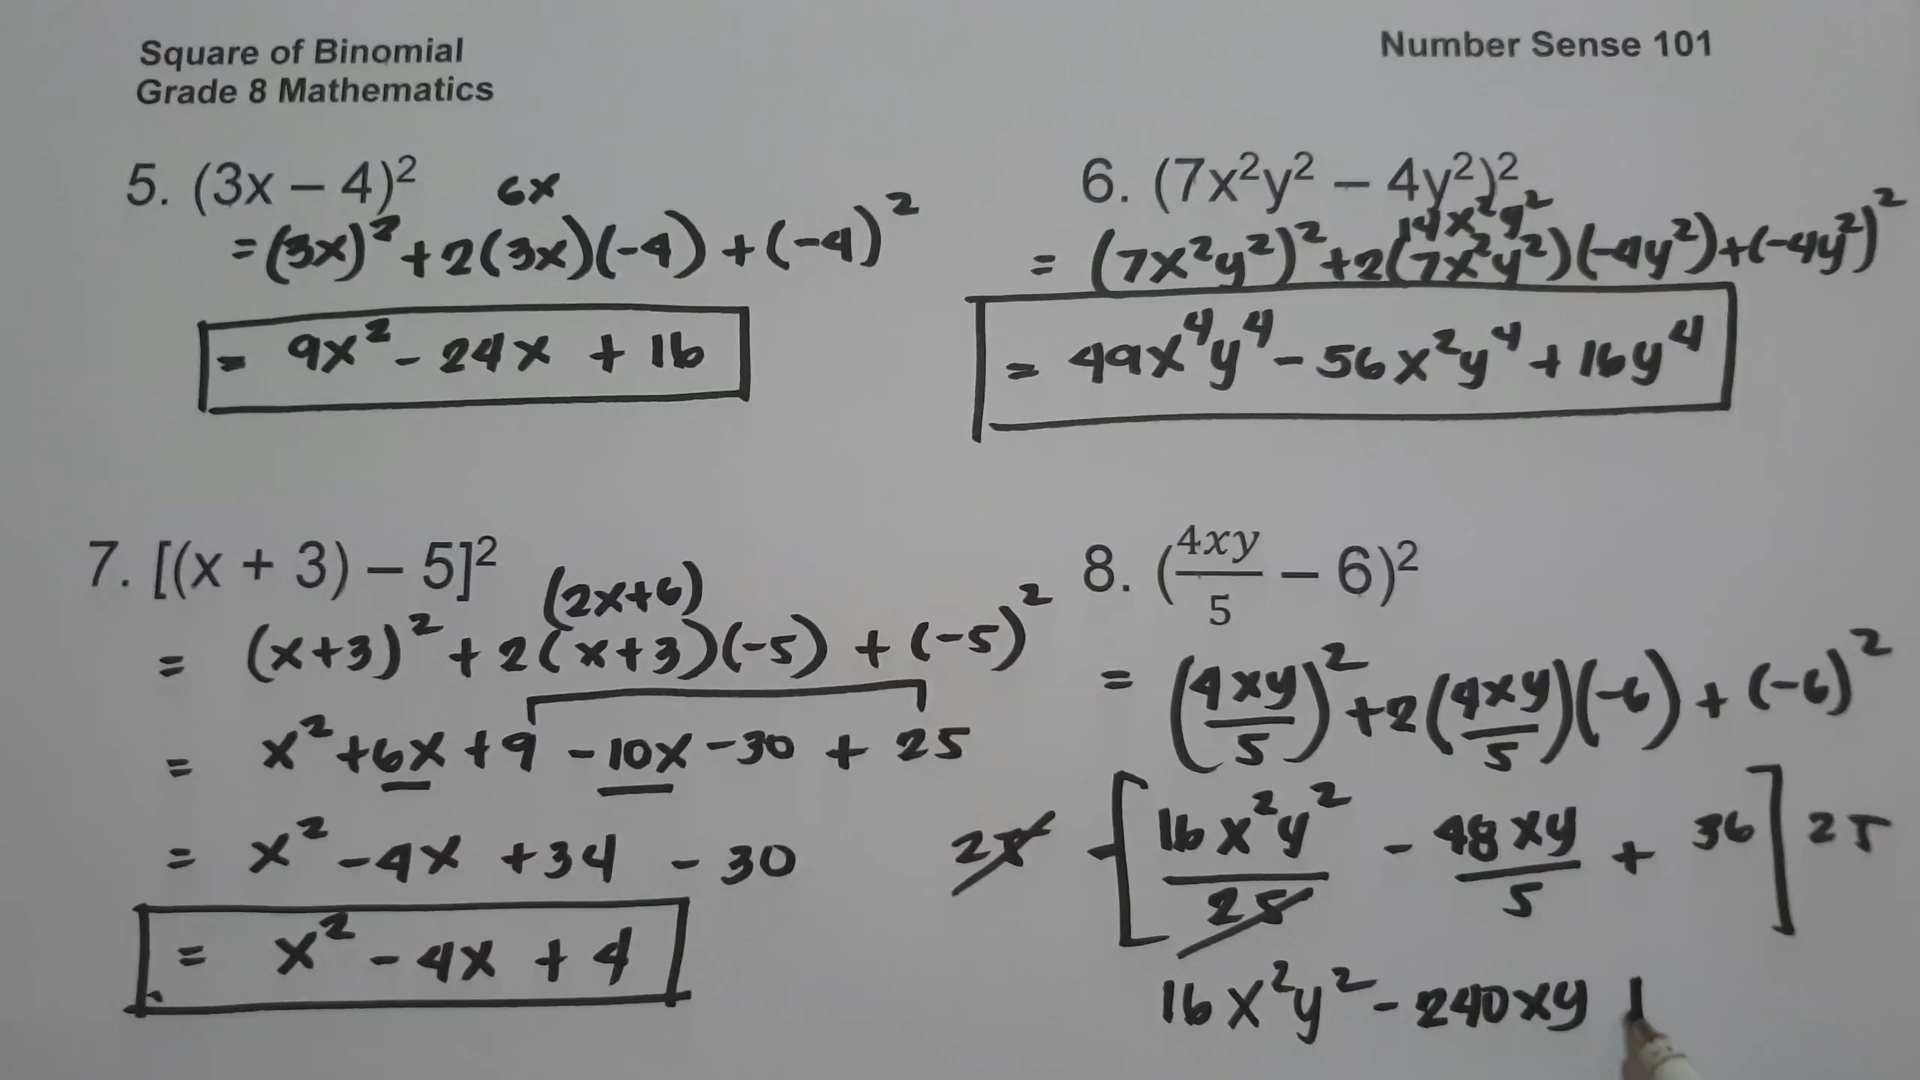 Square of Binomial
Grade 8 Mathematics
Number Sense 101
5. (3x – 4)²
6x
=(3x)²+2(3x)(-4)+(-4)²
= 9x²-24x+16
6. (7x²y² – 4y²)²
14x²y²
= (7x²y²)²+2(7x²y²)(-4y²)+(-4y²)²
= 49x⁴y⁴-56x²y⁴+16y⁴
7. [(x + 3) – 5]²
(2x+6)
= (x+3)²+2(x+3)(-5)+(-5)²
= x²+6x+9-10x-30+25
= x²-4x+34-30
= x²-4x+4
8. (4xy/5 – 6)²
= (4xy/5)²+2(4xy/5)(-6)+(-6)²
25 [16x²y²/25 - 48xy/5 + 36] 25
16x²y²-240xy